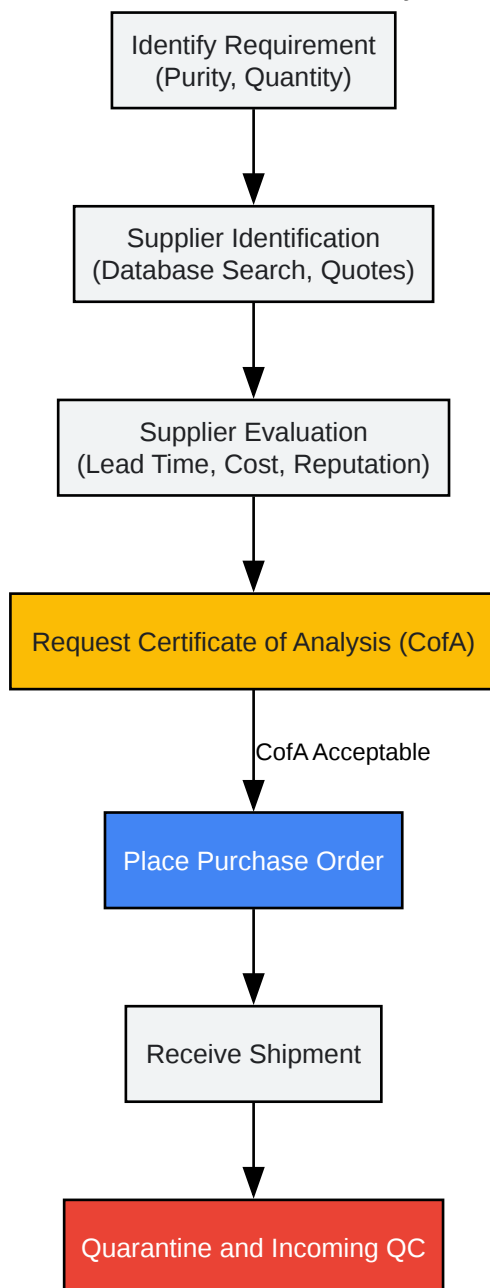 Identify Requirement
(Purity, Quantity)
Supplier Identification
(Database Search, Quotes)
Supplier Evaluation
(Lead Time, Cost, Reputation)
Request Certificate of Analysis (CofA)
CofA Acceptable
Place Purchase Order
Receive Shipment
Quarantine and Incoming QC